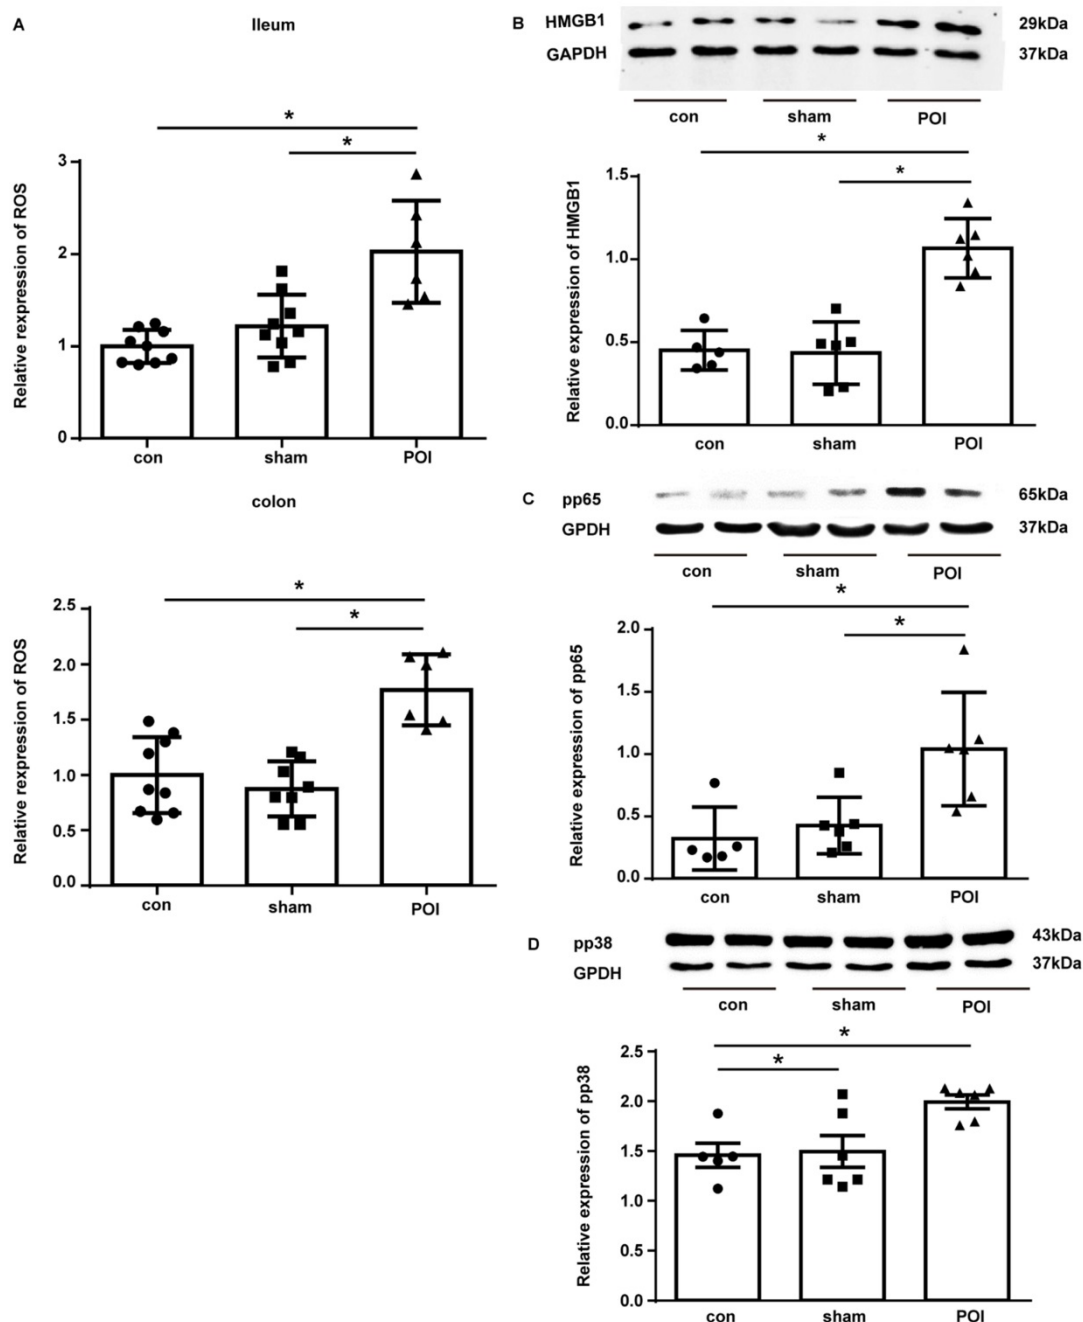 A
Ileum
*
*
3
2
1
0
Relative rexpression of ROS
con sham POI
colon
*
*
2.5
2.0
1.5
1.0
0.5
0.0
Relative rexpression of ROS
con sham POI
B
HMGB1 29kDa
GAPDH 37kDa
con sham POI
*
*
1.5
1.0
0.5
0.0
Relative expression of HMGB1
con sham POI
C
pp65 65kDa
GPDH 37kDa
con sham POI
*
*
2.0
1.5
1.0
0.5
0.0
Relative expression of pp65
con sham POI
D
pp38 43kDa
GPDH 37kDa
con sham POI
*
*
2.5
2.0
1.5
1.0
0.5
0.0
Relative expression of pp38
con sham POI